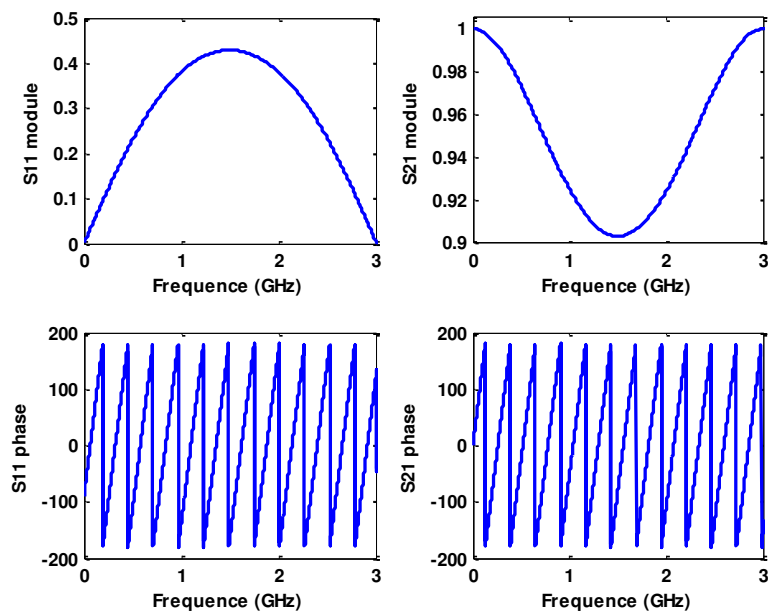 0.5
0.4
0.3
0.2
0.1
0
S11 module
0 1 2 3
Frequence (GHz)
1
0.98
0.96
0.94
0.92
0.9
S21 module
0 1 2 3
Frequence (GHz)
200
100
0
-100
-200
S11 phase
0 1 2 3
Frequence (GHz)
200
100
0
-100
-200
S21 phase
0 1 2 3
Frequence (GHz)